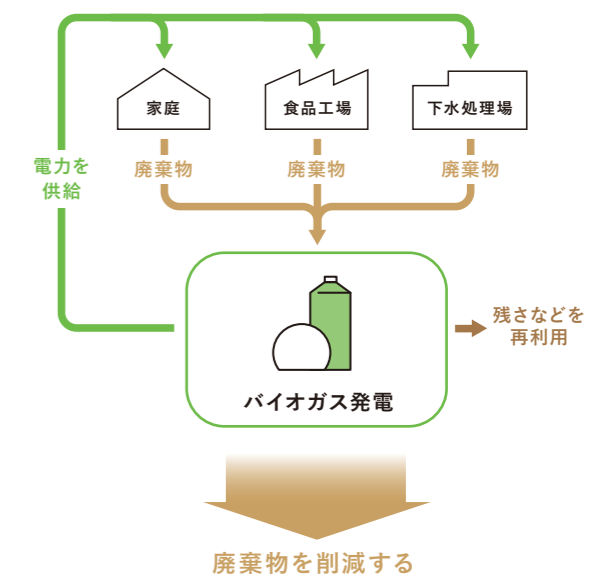 家庭
食品工場
下水処理場
電力を
供給
廃棄物
廃棄物
廃棄物
残さなどを
再利用
バイオガス発電
廃棄物を削減する